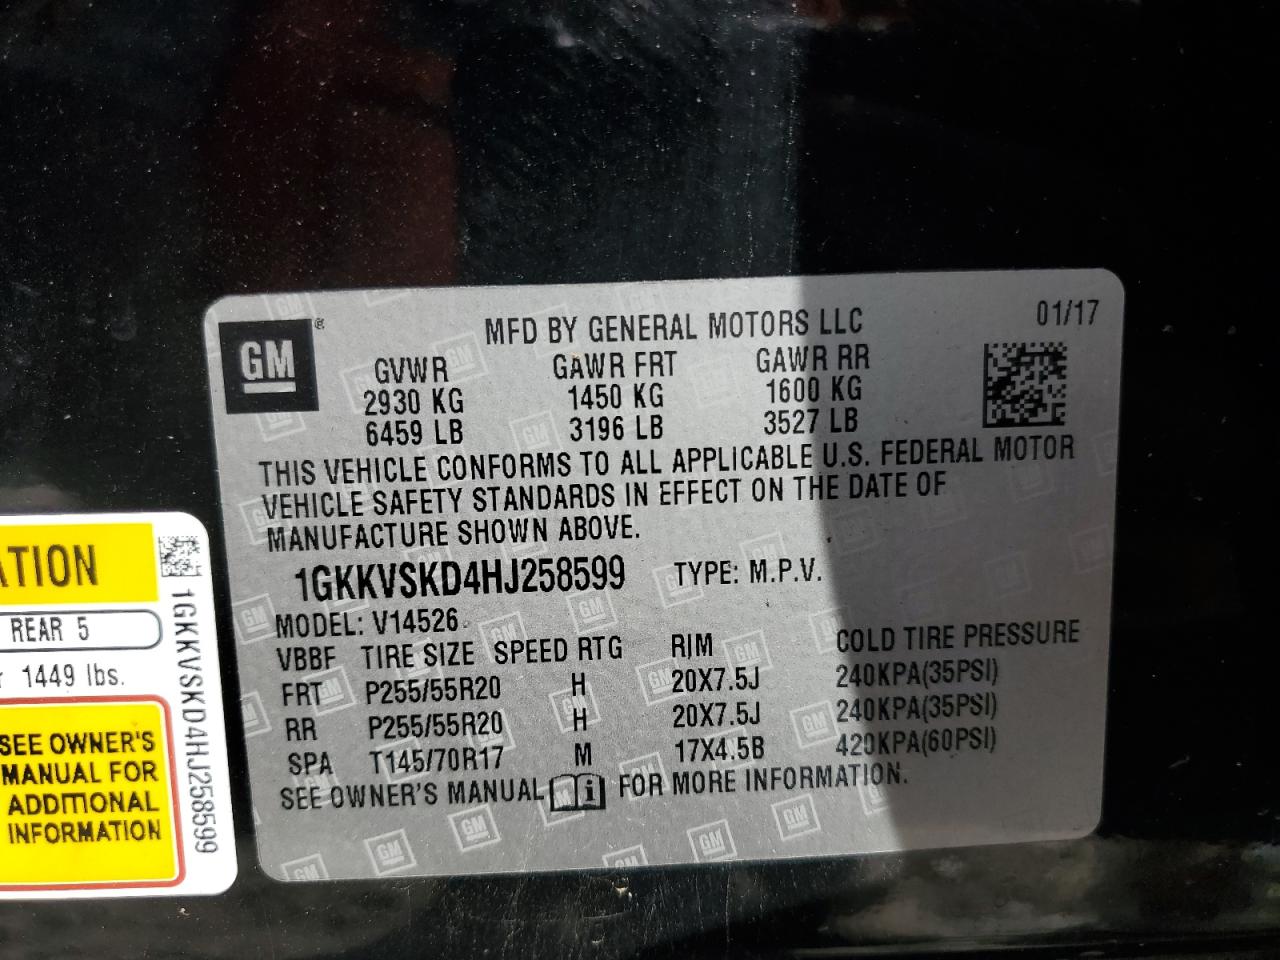 GM®
MFD BY GENERAL MOTORS LLC
01/17
GVWR GAWR FRT GAWR RR
2930 KG 1450 KG 1600 KG
6459 LB 3196 LB 3527 LB
THIS VEHICLE CONFORMS TO ALL APPLICABLE U.S. FEDERAL MOTOR
VEHICLE SAFETY STANDARDS IN EFFECT ON THE DATE OF
MANUFACTURE SHOWN ABOVE.
1GKKVSKD4HJ258599 TYPE: M.P.V.
MODEL: V14526
VBBF TIRE SIZE SPEED RTG RIM COLD TIRE PRESSURE
FRT P255/55R20 H 20X7.5J 240KPA(35PSI)
RR P255/55R20 H 20X7.5J 240KPA(35PSI)
SPA T145/70R17 M 17X4.5B 420KPA(60PSI)
SEE OWNER'S MANUAL i FOR MORE INFORMATION.
ATION
REAR 5
r 1449 lbs.
SEE OWNER'S
MANUAL FOR
ADDITIONAL
INFORMATION
1GKKVSKD4HJ258599